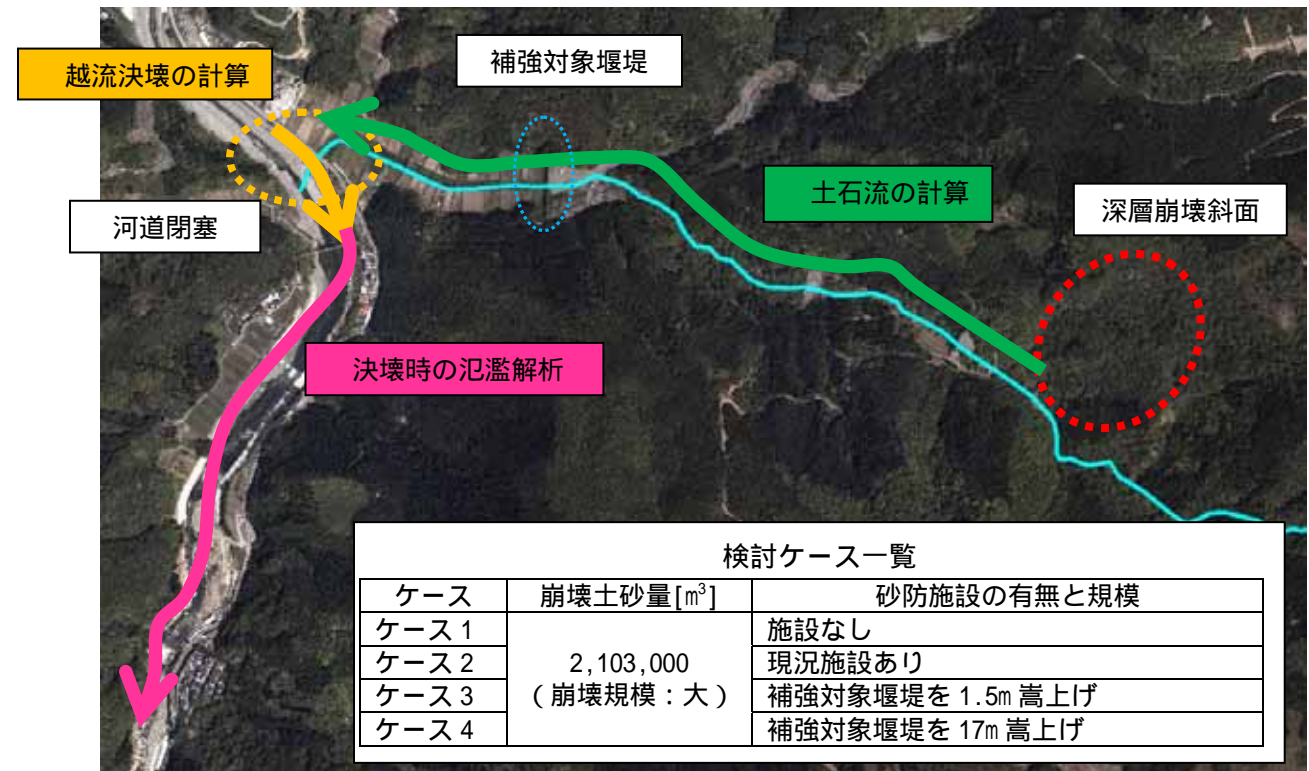 越流決壊の計算
補強対象堰堤
土石流の計算
深層崩壊斜面
河道閉塞
決壊時の氾濫解析
検討ケース一覧
ケース 崩壊土砂量[m³] 砂防施設の有無と規模
ケース1 施設なし
ケース2 2,103,000 現況施設あり
ケース3 (崩壊規模:大) 補強対象堰堤を 1.5m 嵩上げ
ケース4 補強対象堰堤を 17m 嵩上げ